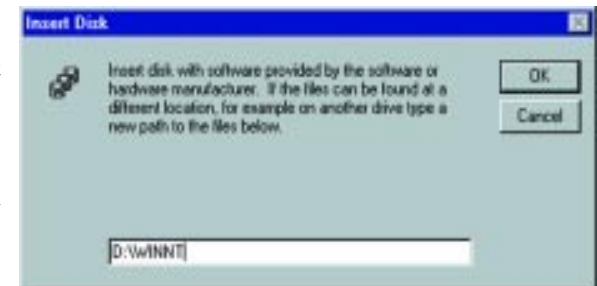 Insert Disk
Insert disk with software provided by the software or
OK
hardware manufacturer. If the files can be found at a
different location, for example on another drive type a
Cancel
new path to the files below.
D:\WINNT